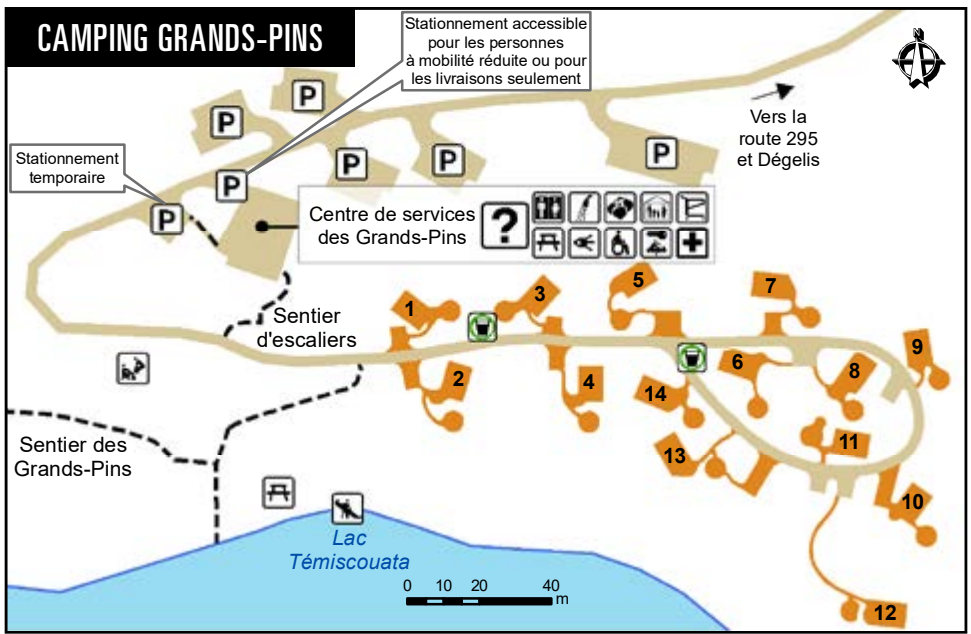 CAMPING GRANDS-PINS
Stationnement accessible
pour les personnes
à mobilité réduite ou pour
les livraisons seulement
P
P
Vers la
route 295
et Dégelis
Stationnement
temporaire
P
P
P
P
P
Centre de services
des Grands-Pins
?
Sentier
d'escaliers
1
2
3
4
5
6
7
8
9
10
11
12
13
14
Sentier des
Grands-Pins
Lac
Témiscouata
0 10 20 40
m